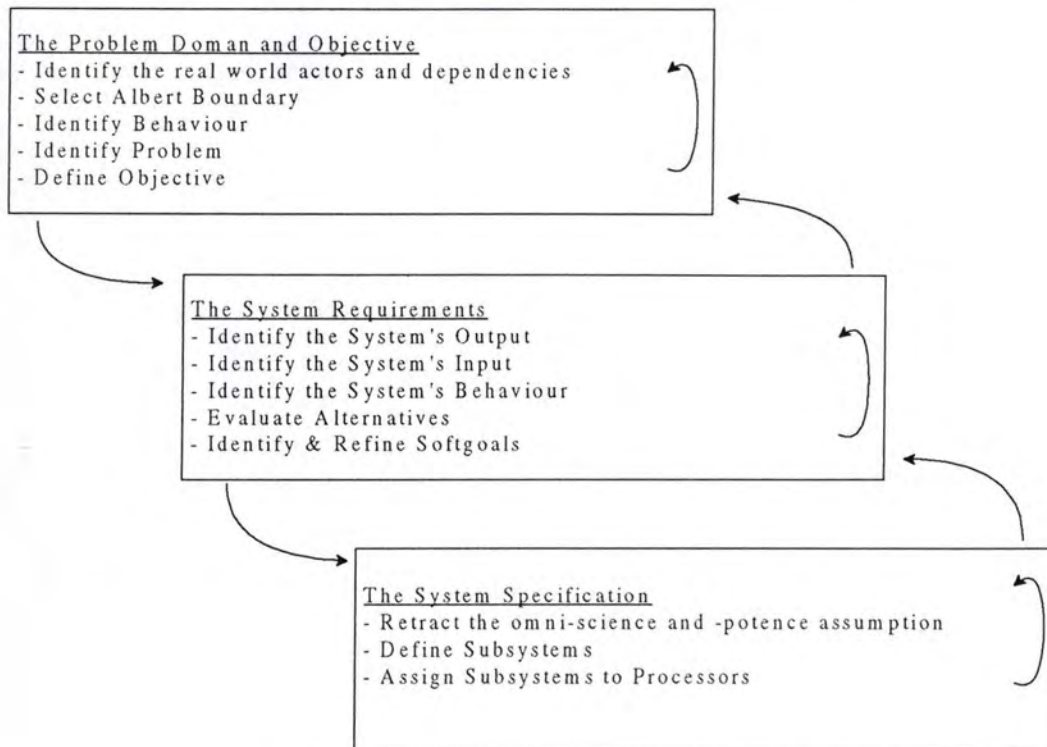 The Problem Doman and Objective
- Identify the real world actors and dependencies
- Select Albert Boundary
- Identify Behaviour
- Identify Problem
- Define Objective
The System Requirements
- Identify the System's Output
- Identify the System's Input
- Identify the System's Behaviour
- Evaluate Alternatives
- Identify & Refine Softgoals
The System Specification
- Retract the omni-science and -potence assumption
- Define Subsystems
- Assign Subsystems to Processors